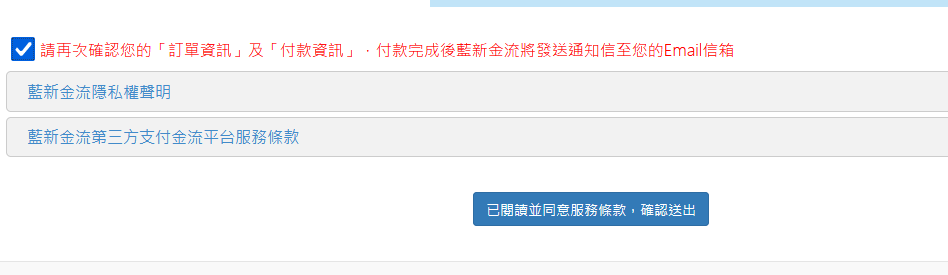 請再次確認您的「訂單資訊」及「付款資訊」，付款完成後藍新金流將發送通知信至您的Email信箱
藍新金流隱私權聲明
藍新金流第三方支付金流平台服務條款
已閱讀並同意服務條款，確認送出